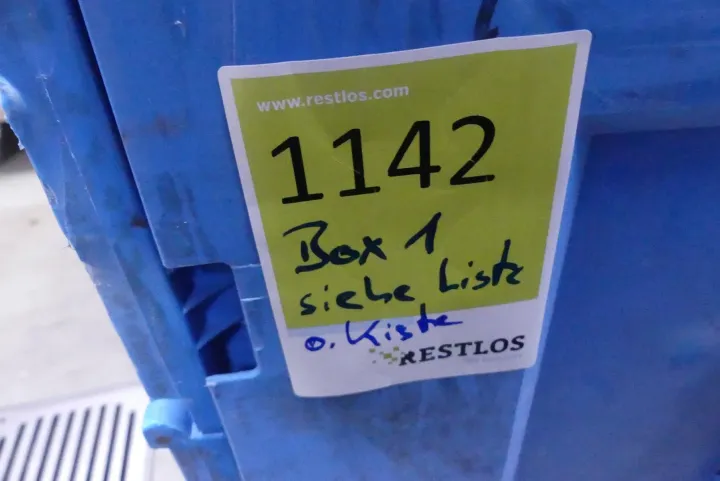 www.restlos.com
1142
Box 1
siehe Liste
o. Kiste
RESTLOS